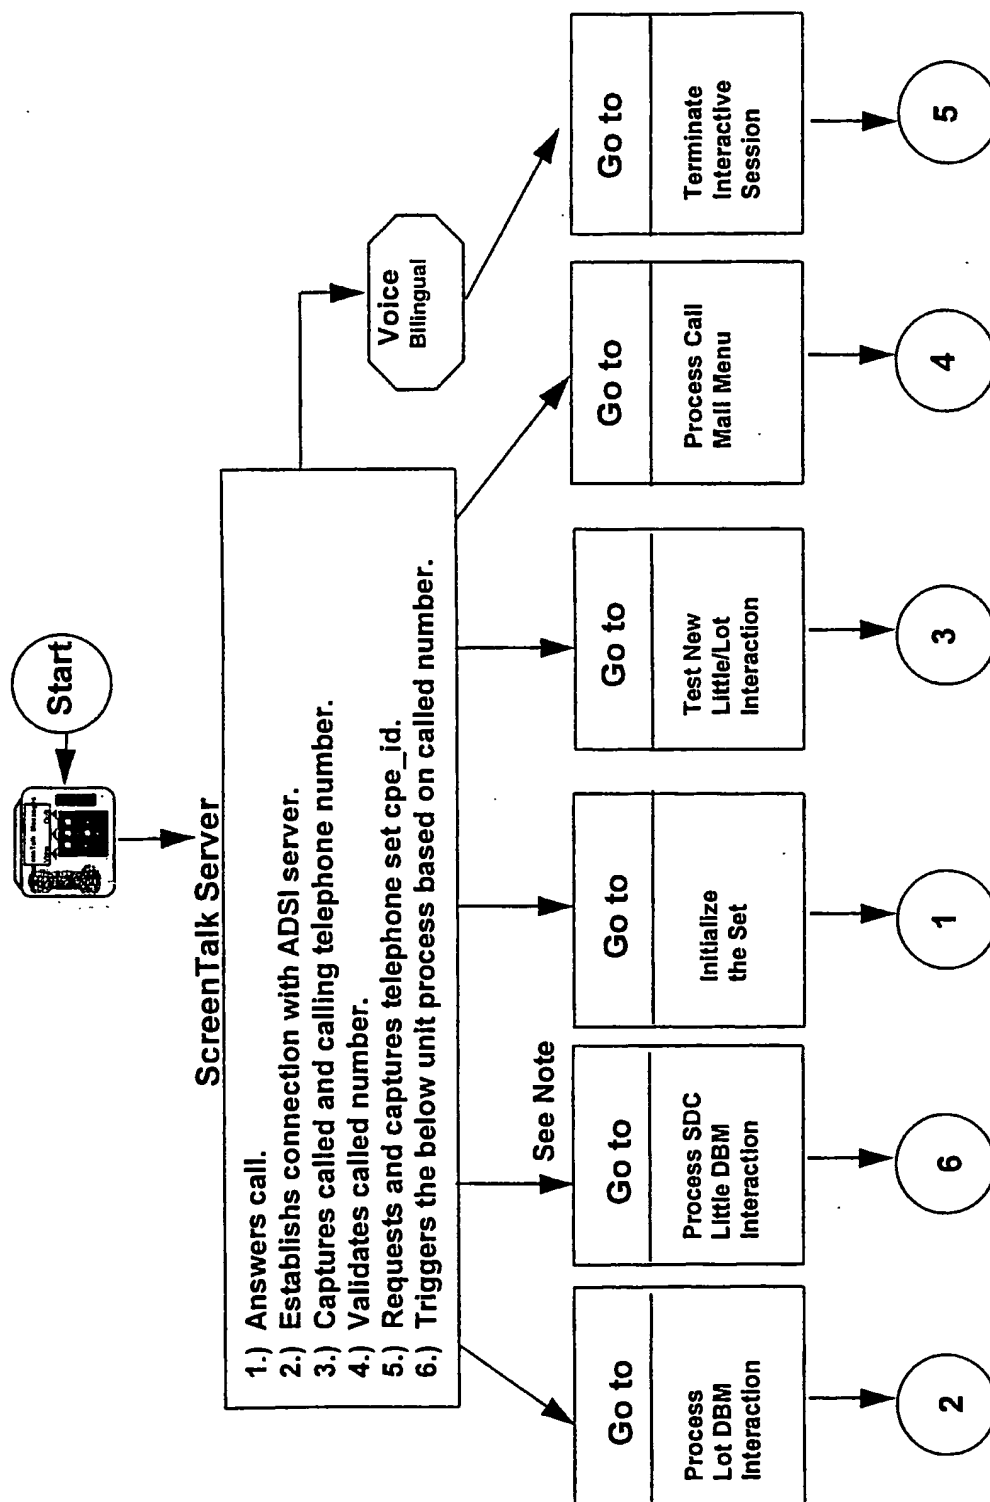 Start
ScreenTalk Server
1.) Answers call.
2.) Establishs connection with ADSI server.
3.) Captures called and calling telephone number.
4.) Validates called number.
5.) Requests and captures telephone set cpe_id.
6.) Triggers the below unit process based on called number.
Voice
Bilingual
See Note
Go to
Process
Lot DBM
Interaction
2
Go to
Process SDC
Little DBM
Interaction
6
Go to
Initialize
the Set
1
Go to
Test New
Little/Lot
Interaction
3
Go to
Process Call
Mall Menu
4
Go to
Terminate
Interactive
Session
5